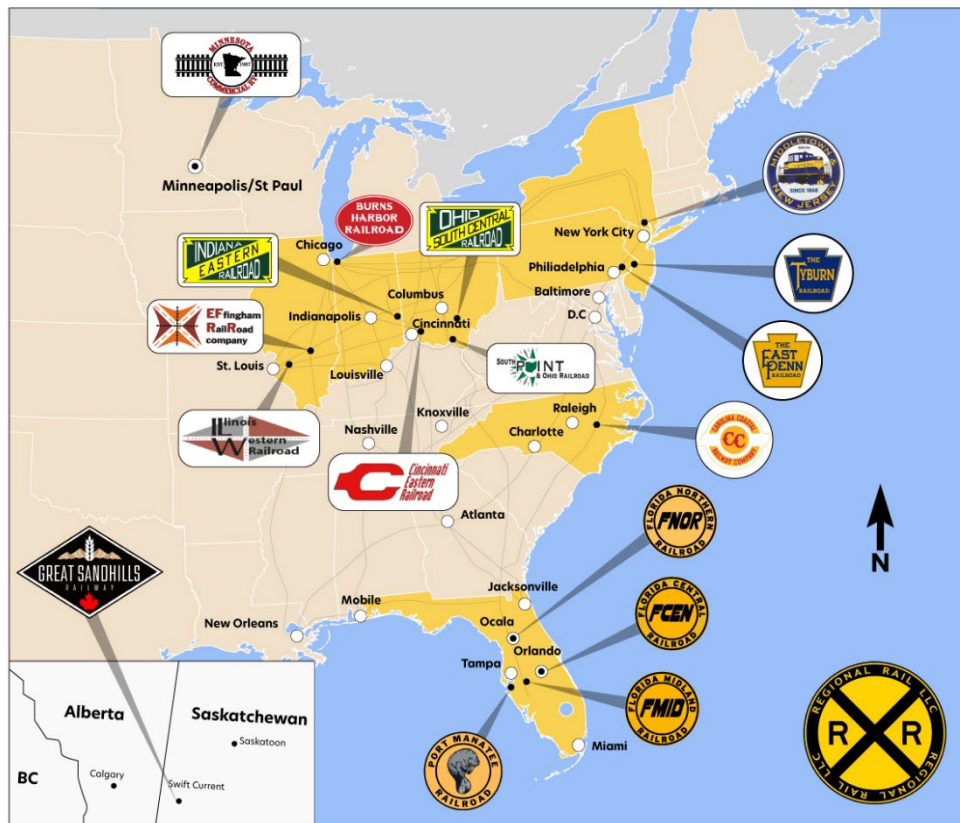 MINNESOTA
EST. 1987
COMMERCIAL RY
Minneapolis/St Paul
MIDDLETOWN &
NEW JERSEY
BURNS
HARBOR
RAILROAD
OHIO
SOUTH CENTRAL
RAILROAD
INDIANA
EASTERN
RAILROAD
Chicago
New York City
Philiadelphia
THE
TYBURN
RAILROAD
Baltimore
D.C
Columbus
Indianapolis
Cincinnati
EFfingham
RailRoad
company
St. Louis
Louisville
SOUTH POINT
& OHIO RAILROAD
THE
EAST
PENN
RAILROAD
Knoxville
Nashville
Raleigh
Charlotte
ILlinois
Western
Railroad
Cincinnati
Eastern
Railroad
CAROLINA COASTAL
CC
RAILWAY COMPANY
Atlanta
FLORIDA NORTHERN
FNOR
RAILROAD
GREAT SANDHILLS
RAILWAY
N
Jacksonville
Mobile
New Orleans
Ocala
FLORIDA CENTRAL
FCEN
RAILROAD
Orlando
Tampa
FLORIDA MIDLAND
FMID
RAILROAD
Miami
PORT MANATEE
RAILROAD
Alberta
Saskatchewan
Saskatoon
BC
Calgary
Swift Current
REGIONAL RAIL LLC
R R
REGIONAL RAIL LLC